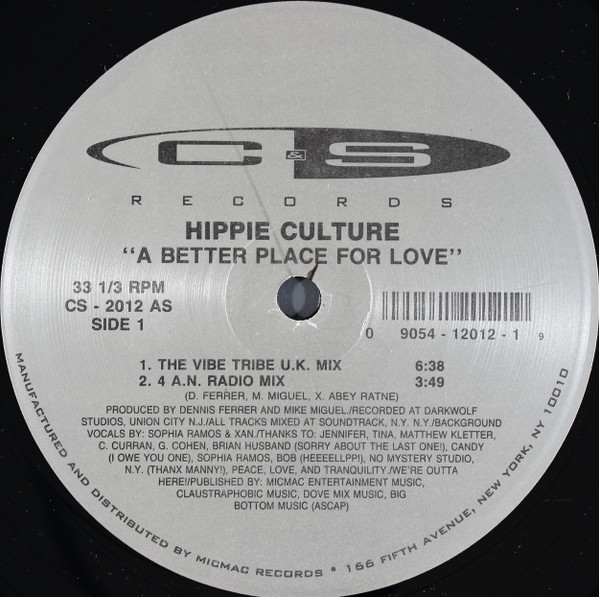 C & S
RECORDS
HIPPIE CULTURE
“A BETTER PLACE FOR LOVE”
33 1/3 RPM
CS - 2012 AS
SIDE 1
0 9054 - 12012 - 1 9
1. THE VIBE TRIBE U.K. MIX 6:38
2. 4 A.N. RADIO MIX 3:49
(D. FERRER, M. MIGUEL, X. ABEY RATNE)
PRODUCED BY DENNIS FERRER AND MIKE MIGUEL./RECORDED AT DARKWOLF
STUDIOS, UNION CITY N.J./ALL TRACKS MIXED AT SOUNDTRACK, N.Y. N.Y./BACKGROUND
VOCALS BY: SOPHIA RAMOS & XAN./THANKS TO: JENNIFER, TINA, MATTHEW KLETTER,
C. CURRAN, G. COHEN, BRIAN HUSBAND (SORRY ABOUT THE LAST ONE!), CANDY
(I OWE YOU ONE), SOPHIA RAMOS, BOB (HEEEELLPP!), NO MYSTERY STUDIO,
N.Y. (THANX MANNY!), PEACE, LOVE, AND TRANQUILITY./WE'RE OUTTA
HERE!/PUBLISHED BY: MICMAC ENTERTAINMENT MUSIC,
CLAUSTRAPHOBIC MUSIC, DOVE MIX MUSIC, BIG
BOTTOM MUSIC (ASCAP)
MANUFACTURED AND DISTRIBUTED BY MICMAC RECORDS • 166 FIFTH AVENUE, NEW YORK, NY 10010